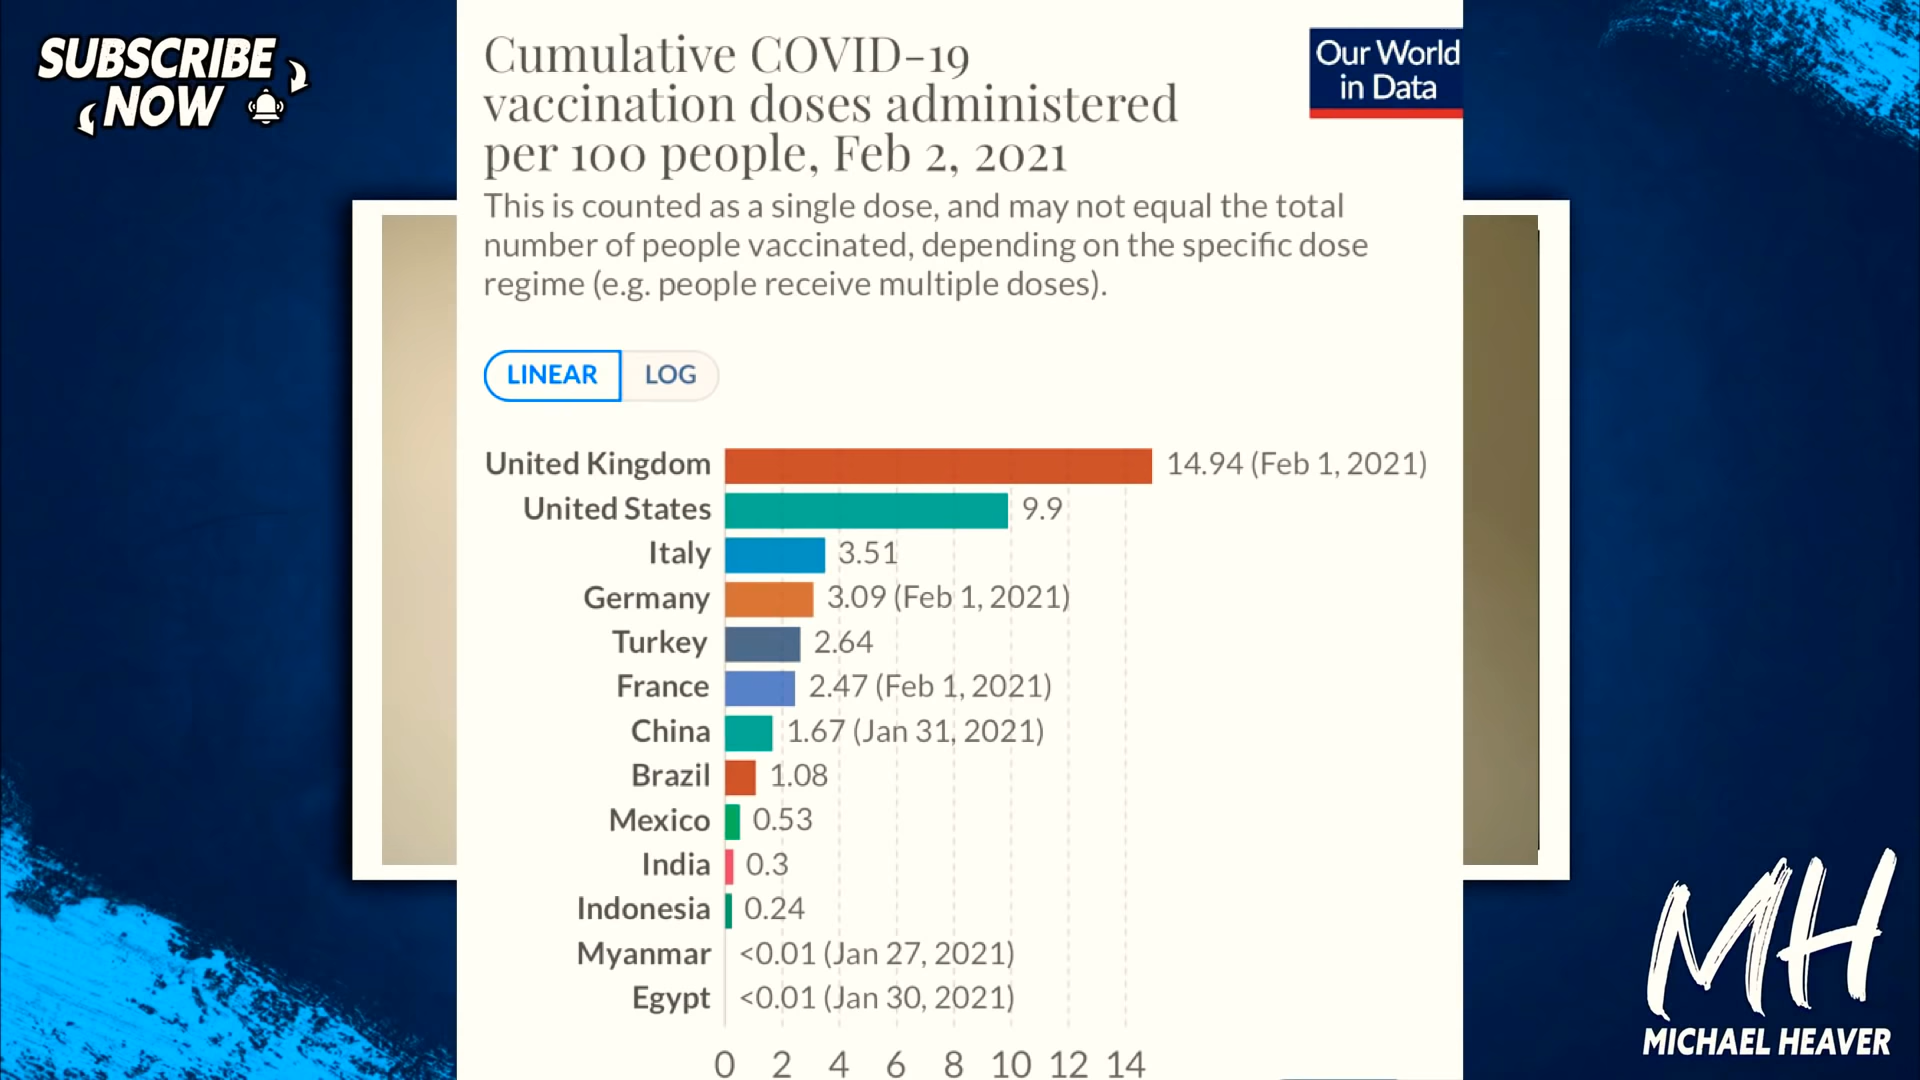 SUBSCRIBE
NOW
Cumulative COVID-19
vaccination doses administered
per 100 people, Feb 2, 2021
Our World
in Data
This is counted as a single dose, and may not equal the total
number of people vaccinated, depending on the specific dose
regime (e.g. people receive multiple doses).
LINEAR LOG
United Kingdom 14.94 (Feb 1, 2021)
United States 9.9
Italy 3.51
Germany 3.09 (Feb 1, 2021)
Turkey 2.64
France 2.47 (Feb 1, 2021)
China 1.67 (Jan 31, 2021)
Brazil 1.08
Mexico 0.53
India 0.3
Indonesia 0.24
Myanmar <0.01 (Jan 27, 2021)
Egypt <0.01 (Jan 30, 2021)
0 2 4 6 8 10 12 14
MH
MICHAEL HEAVER